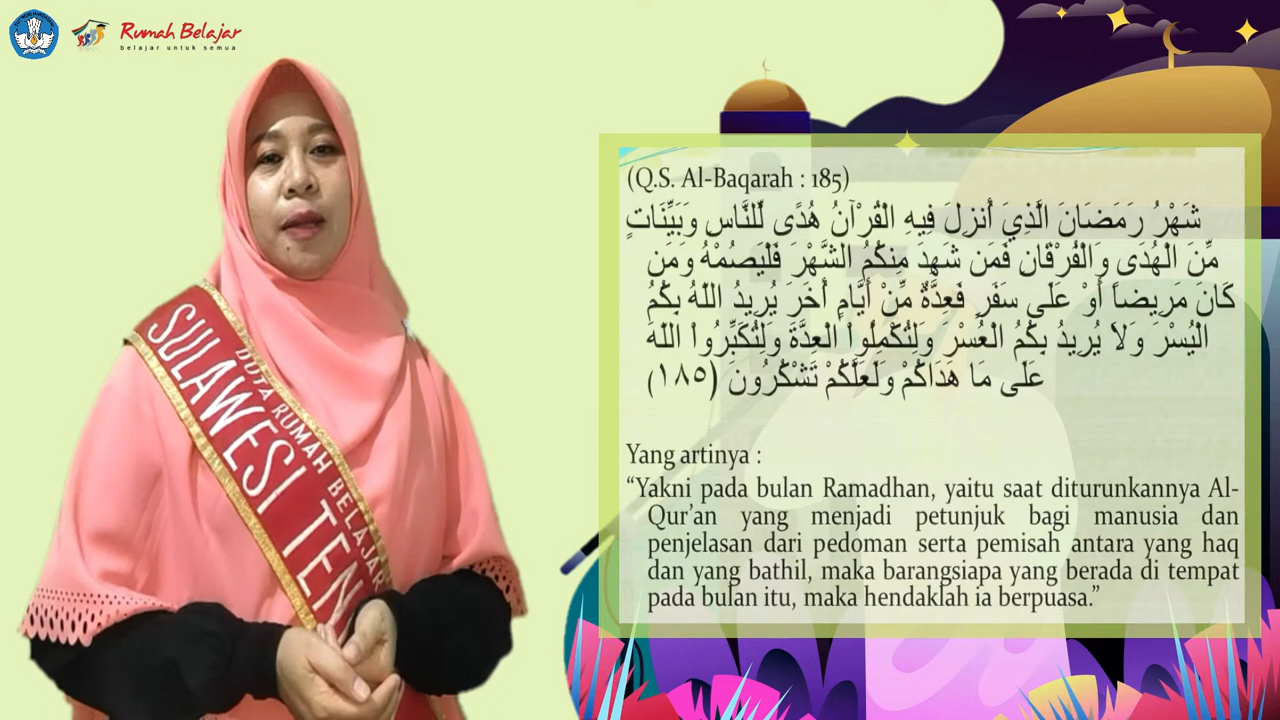 Rumah Belajar
belajar untuk semua
DUTA RUMAH BELAJAR
SULAWESI TEN
(Q.S. Al-Baqarah : 185)
شَهْرُ رَمَضَانَ الَّذِيَ أُنزِلَ فِيهِ الْقُرْآنُ هُدًى لِّلنَّاسِ وَبَيِّنَاتٍ
مِّنَ الْهُدَى وَالْفُرْقَانِ فَمَن شَهِدَ مِنكُمُ الشَّهْرَ فَلْيَصُمْهُ وَمَن
كَانَ مَرِيضاً أَوْ عَلَى سَفَرٍ فَعِدَّةٌ مِّنْ أَيَّامٍ أُخَرَ يُرِيدُ اللهُ بِكُمُ
الْيُسْرَ وَلاَ يُرِيدُ بِكُمُ الْعُسْرَ وَلِتُكْمِلُواْ الْعِدَّةَ وَلِتُكَبِّرُواْ اللهَ
عَلَى مَا هَدَاكُمْ وَلَعَلَّكُمْ تَشْكُرُونَ (١٨٥)
Yang artinya :
“Yakni pada bulan Ramadhan, yaitu saat diturunkannya Al-
Qur’an yang menjadi petunjuk bagi manusia dan
penjelasan dari pedoman serta pemisah antara yang haq
dan yang bathil, maka barangsiapa yang berada di tempat
pada bulan itu, maka hendaklah ia berpuasa.”